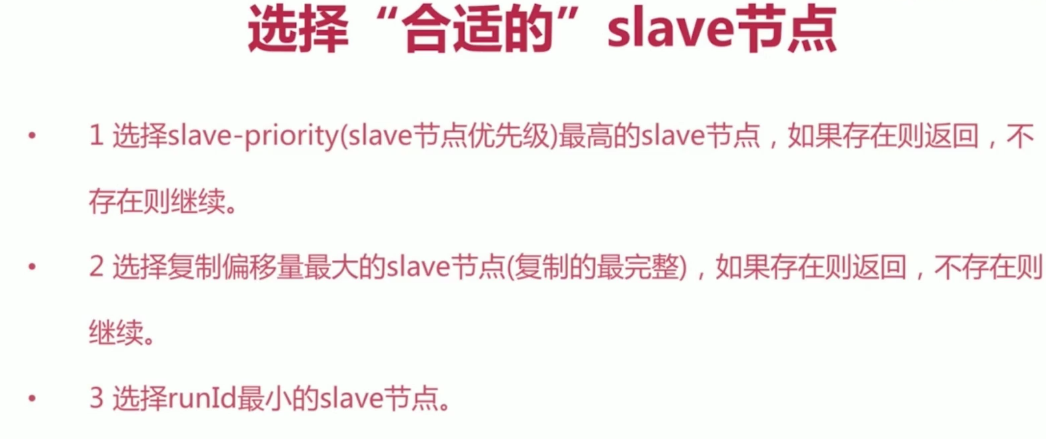 选择“合适的”slave节点
• 1 选择slave-priority(slave节点优先级)最高的slave节点，如果存在则返回，不
存在则继续。
• 2 选择复制偏移量最大的slave节点(复制的最完整)，如果存在则返回，不存在则
继续。
• 3 选择runId最小的slave节点。